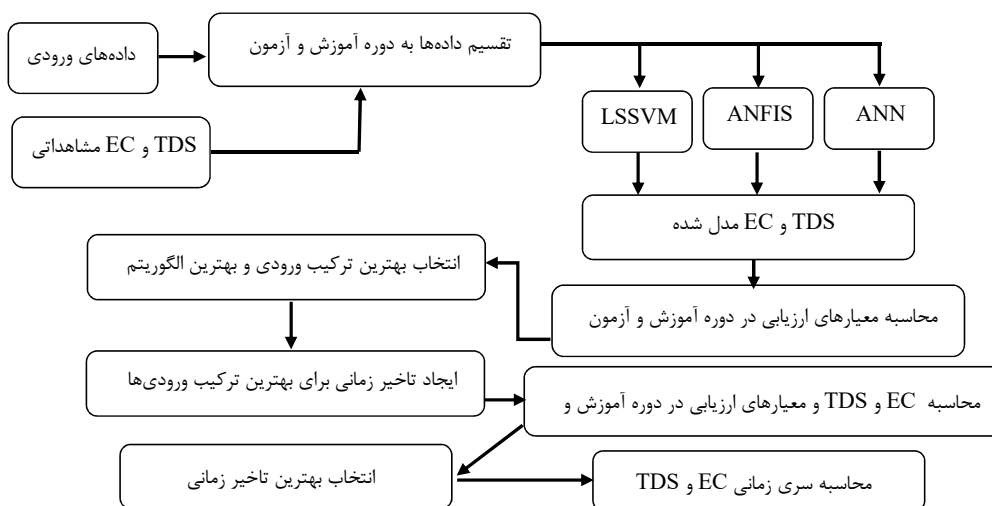 داده‌های ورودی
تقسیم داده‌ها به دوره آموزش و آزمون
TDS و EC مشاهداتی
LSSVM
ANFIS
ANN
TDS و EC مدل شده
محاسبه معیارهای ارزیابی در دوره آموزش و آزمون
انتخاب بهترین ترکیب ورودی و بهترین الگوریتم
ایجاد تاخیر زمانی برای بهترین ترکیب ورودی‌ها
محاسبه EC و TDS و معیارهای ارزیابی در دوره آموزش و
انتخاب بهترین تاخیر زمانی
محاسبه سری زمانی EC و TDS